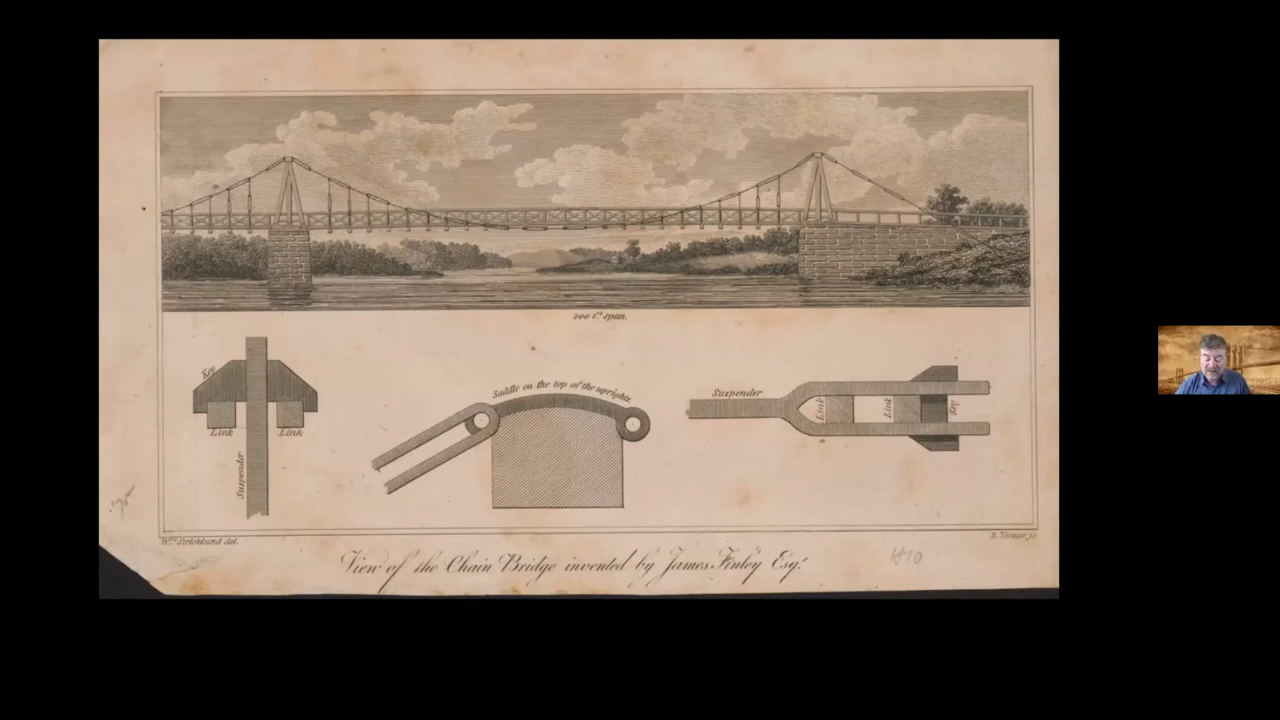 200 f.t span.
Key
Link
Link
Suspender
Saddle on the top of the uprights.
Suspender
Link
Link
Key
Wm. Strickland del.
View of the Chain Bridge invented by James Finley Esqr.
1810